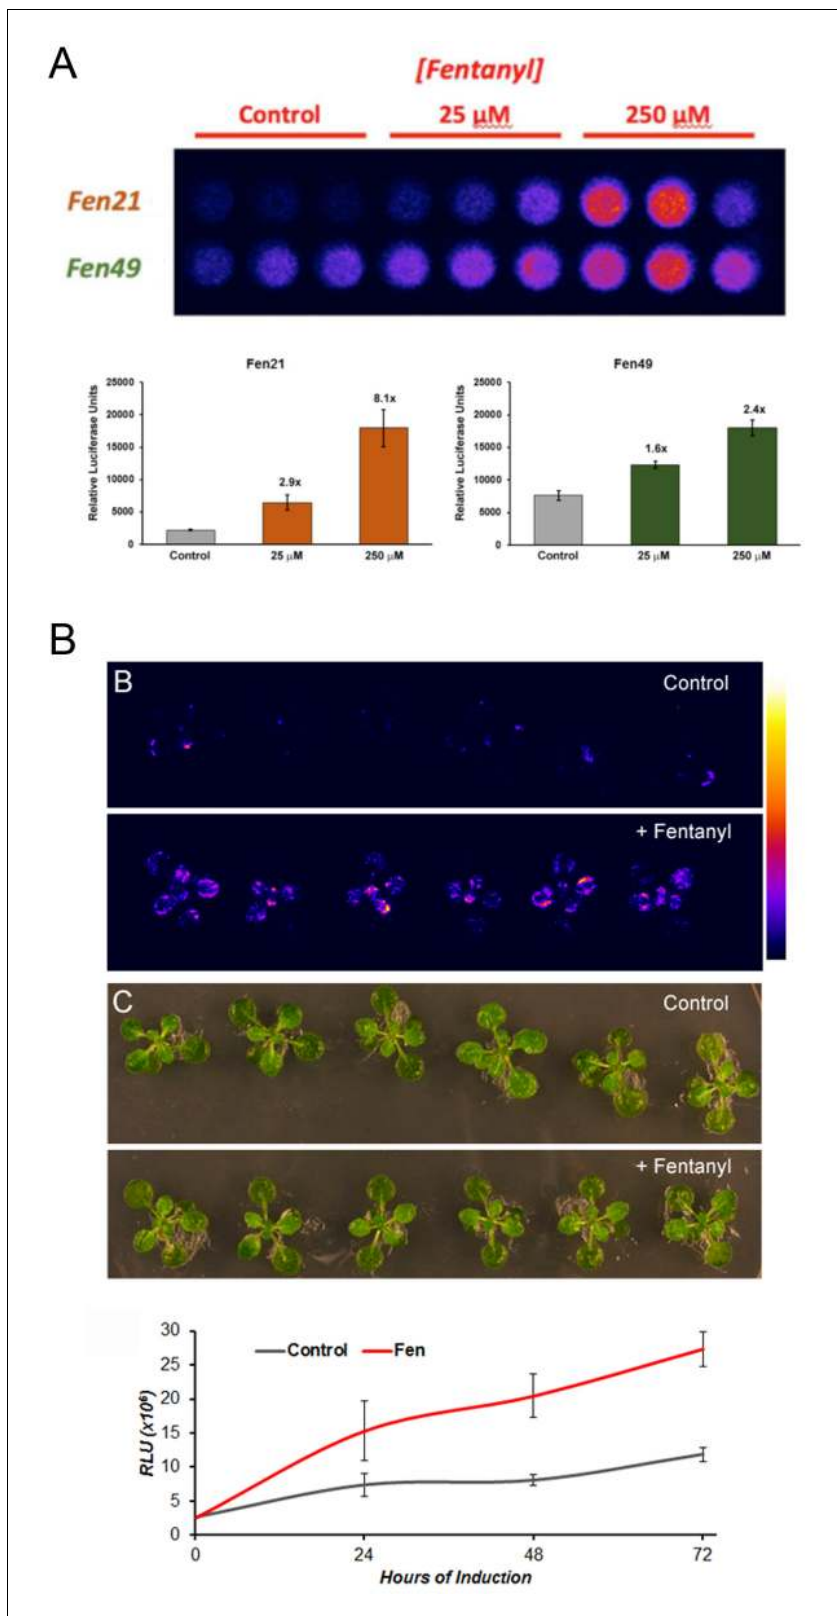 A
[Fentanyl]
Control 25 μM 250 μM
Fen21
Fen49
Fen21
Relative Luciferase Units
25000
20000
15000
10000
5000
0
2.9x
8.1x
Control 25 μM 250 μM
Fen49
Relative Luciferase Units
25000
20000
15000
10000
5000
0
1.6x
2.4x
Control 25 μM 250 μM
B
B Control
+ Fentanyl
C Control
+ Fentanyl
RLU (x10⁶)
30
25
20
15
10
5
0
Control Fen
0 24 48 72
Hours of Induction